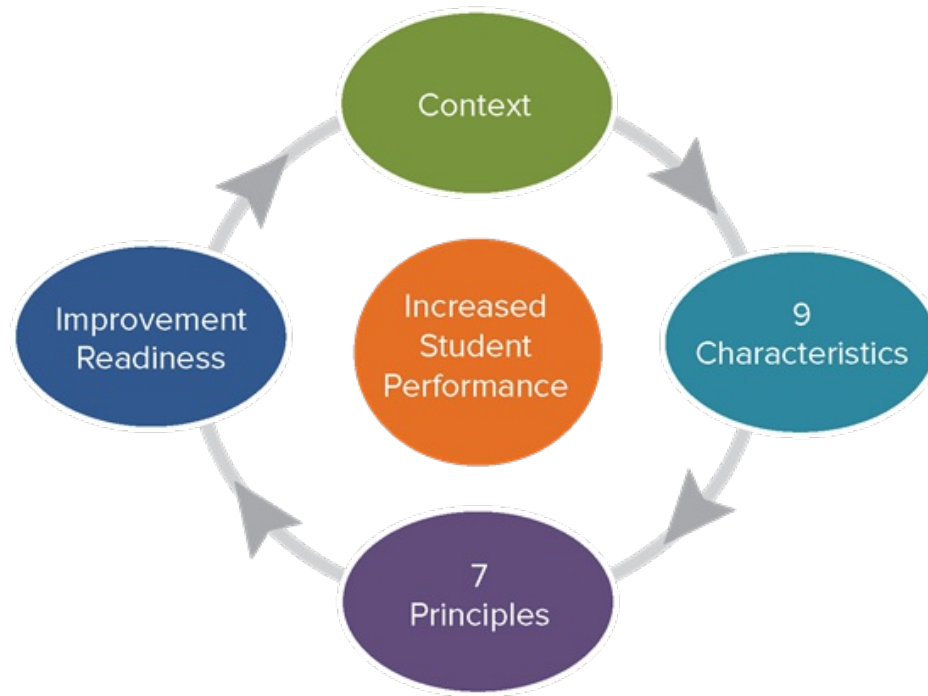 Context
9
Characteristics
7
Principles
Improvement
Readiness
Increased
Student
Performance